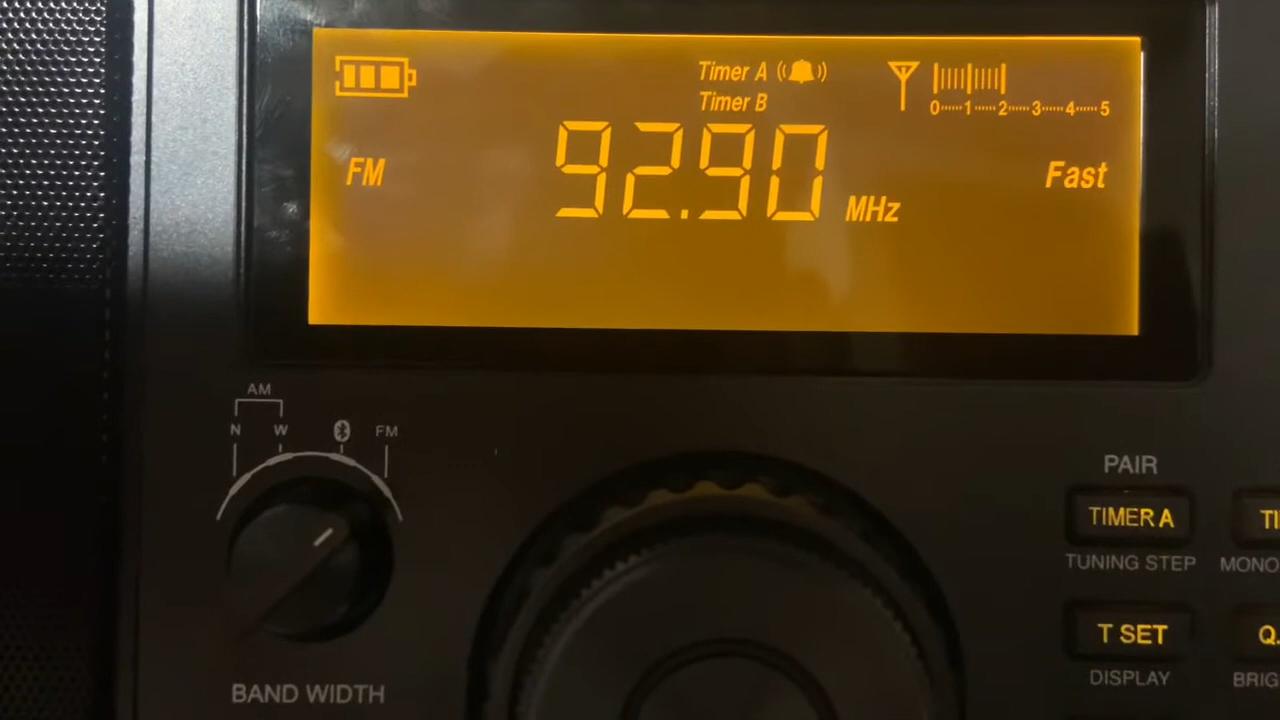 Timer A
Timer B
0 1 2 3 4 5
FM
92.90 MHz
Fast
AM
N W FM
BAND WIDTH
PAIR
TIMER A
TUNING STEP
MONO
T SET
DISPLAY